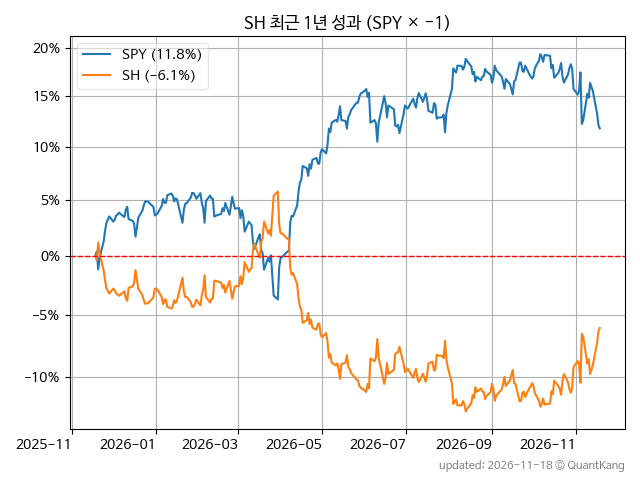 SH 최근 1년 성과 (SPY × −1)
SPY (11.8%)
SH (−6.1%)
20%
15%
10%
5%
0%
−5%
−10%
2025−11 2026−01 2026−03 2026−05 2026−07 2026−09 2026−11
updated: 2026−11−18 © QuantKang